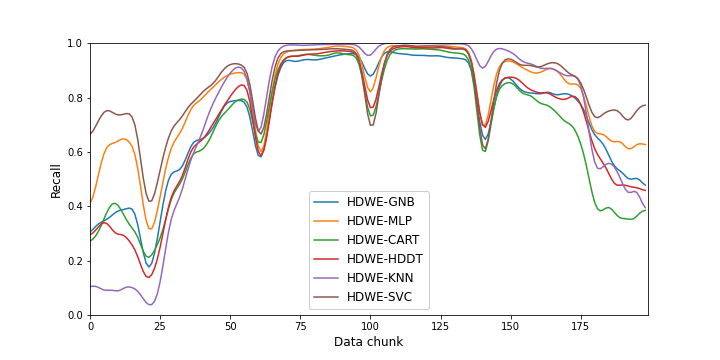 1.0
0.8
0.6
0.4
0.2
0.0
Recall
HDWE-GNB
HDWE-MLP
HDWE-CART
HDWE-HDDT
HDWE-KNN
HDWE-SVC
0 25 50 75 100 125 150 175
Data chunk